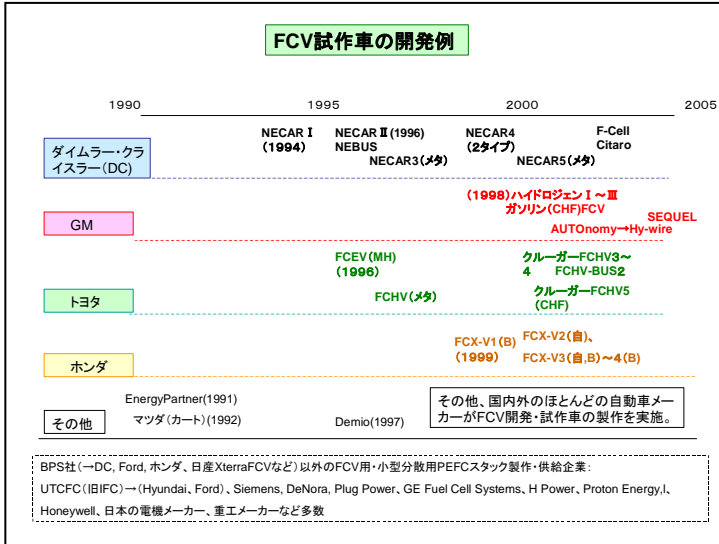 FCV試作車の開発例
1990 1995 2000 2005
ダイムラー・クラ
イスラー(DC)
NECAR Ⅰ
(1994)
NECAR Ⅱ(1996)
NEBUS
NECAR3(メタ)
NECAR4
(2タイプ)
NECAR5(メタ)
F-Cell
Citaro
GM
(1998)ハイドロジェンⅠ～Ⅲ
ガソリン(CHF)FCV
SEQUEL
AUTOnomy→Hy-wire
トヨタ
FCEV(MH)
(1996)
FCHV(メタ)
クルーガーFCHV3～
4 FCHV-BUS2
クルーガーFCHV5
(CHF)
ホンダ
FCX-V1(B)
(1999)
FCX-V2(自)、
FCX-V3(自,B)～4(B)
その他
EnergyPartner(1991)
マツダ(カート)(1992)
Demio(1997)
その他、国内外のほとんどの自動車メー
カーがFCV開発・試作車の製作を実施。
BPS社(→DC, Ford, ホンダ、日産XterraFCVなど)以外のFCV用・小型分散用PEFCスタック製作・供給企業:
UTCFC(旧IFC)→(Hyundai、Ford)、Siemens, DeNora, Plug Power、GE Fuel Cell Systems、H Power、Proton Energy,I、
Honeywell、日本の電機メーカー、重工メーカーなど多数